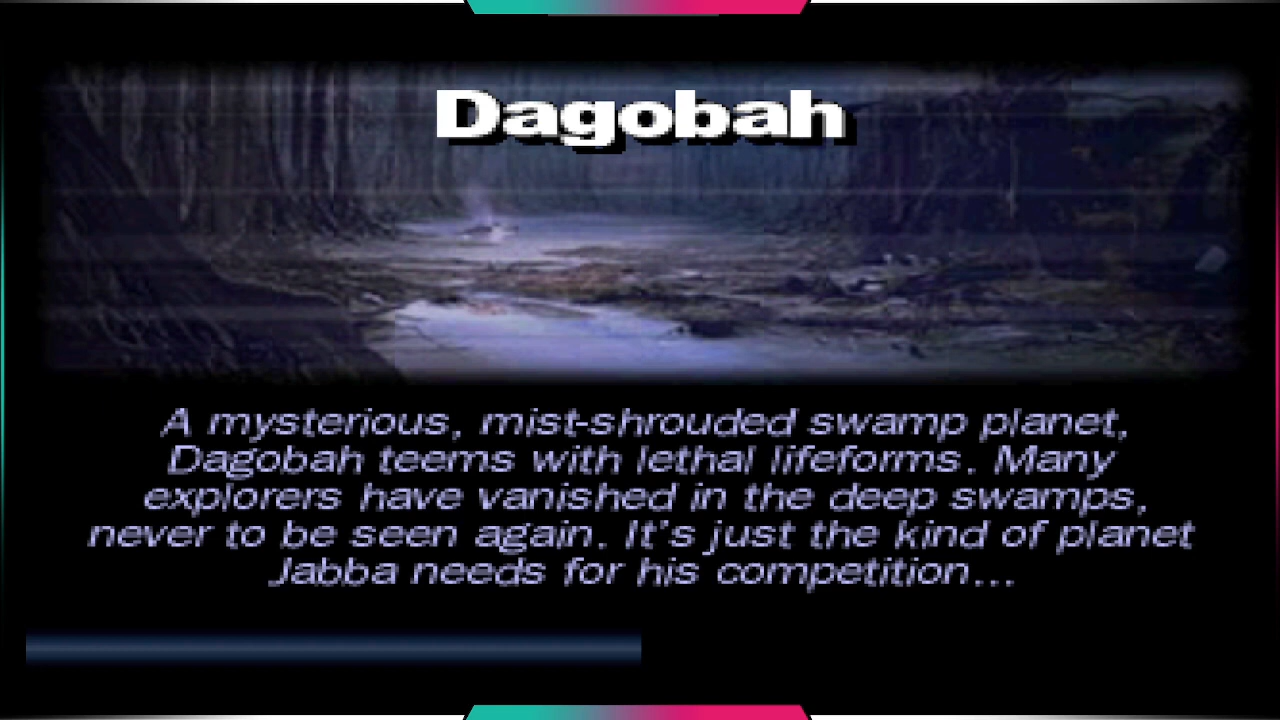 Dagobah
A mysterious, mist-shrouded swamp planet,
Dagobah teems with lethal lifeforms. Many
explorers have vanished in the deep swamps,
never to be seen again. It's just the kind of planet
Jabba needs for his competition...